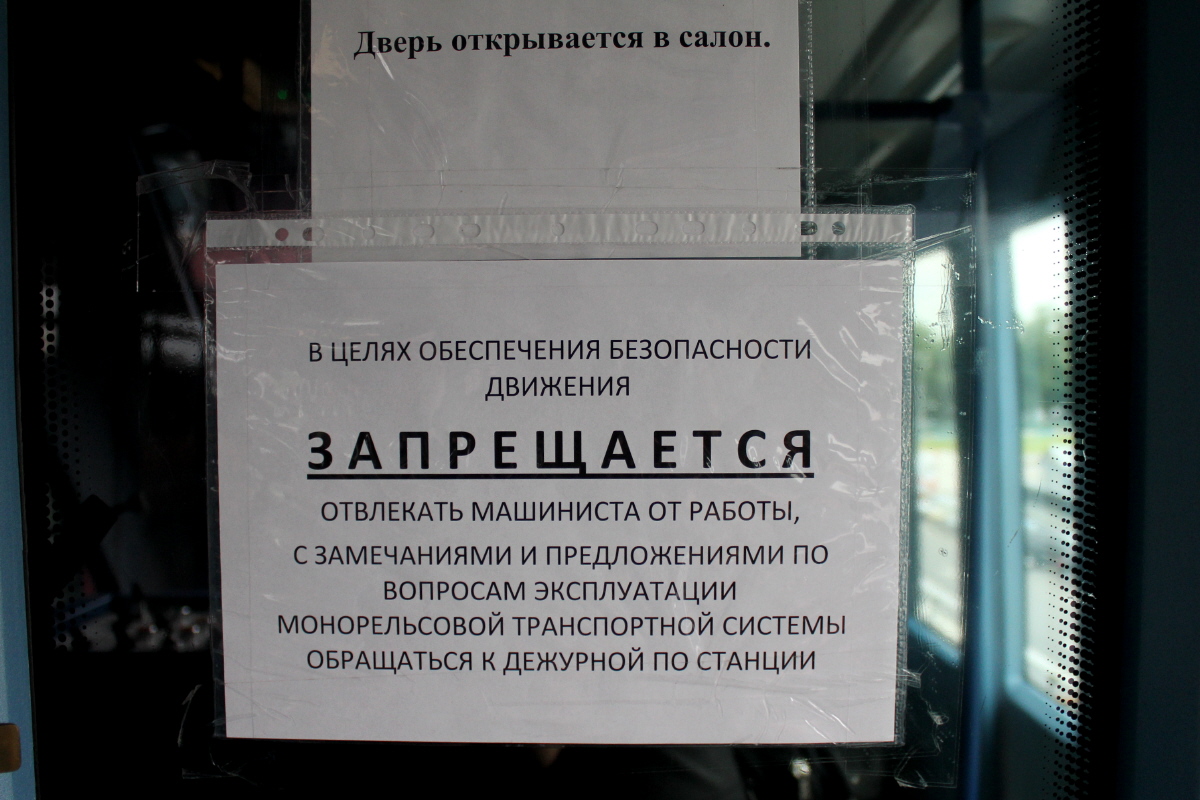 Дверь открывается в салон.
В ЦЕЛЯХ ОБЕСПЕЧЕНИЯ БЕЗОПАСНОСТИ
ДВИЖЕНИЯ
ЗАПРЕЩАЕТСЯ
ОТВЛЕКАТЬ МАШИНИСТА ОТ РАБОТЫ,
С ЗАМЕЧАНИЯМИ И ПРЕДЛОЖЕНИЯМИ ПО
ВОПРОСАМ ЭКСПЛУАТАЦИИ
МОНОРЕЛЬСОВОЙ ТРАНСПОРТНОЙ СИСТЕМЫ
ОБРАЩАТЬСЯ К ДЕЖУРНОЙ ПО СТАНЦИИ